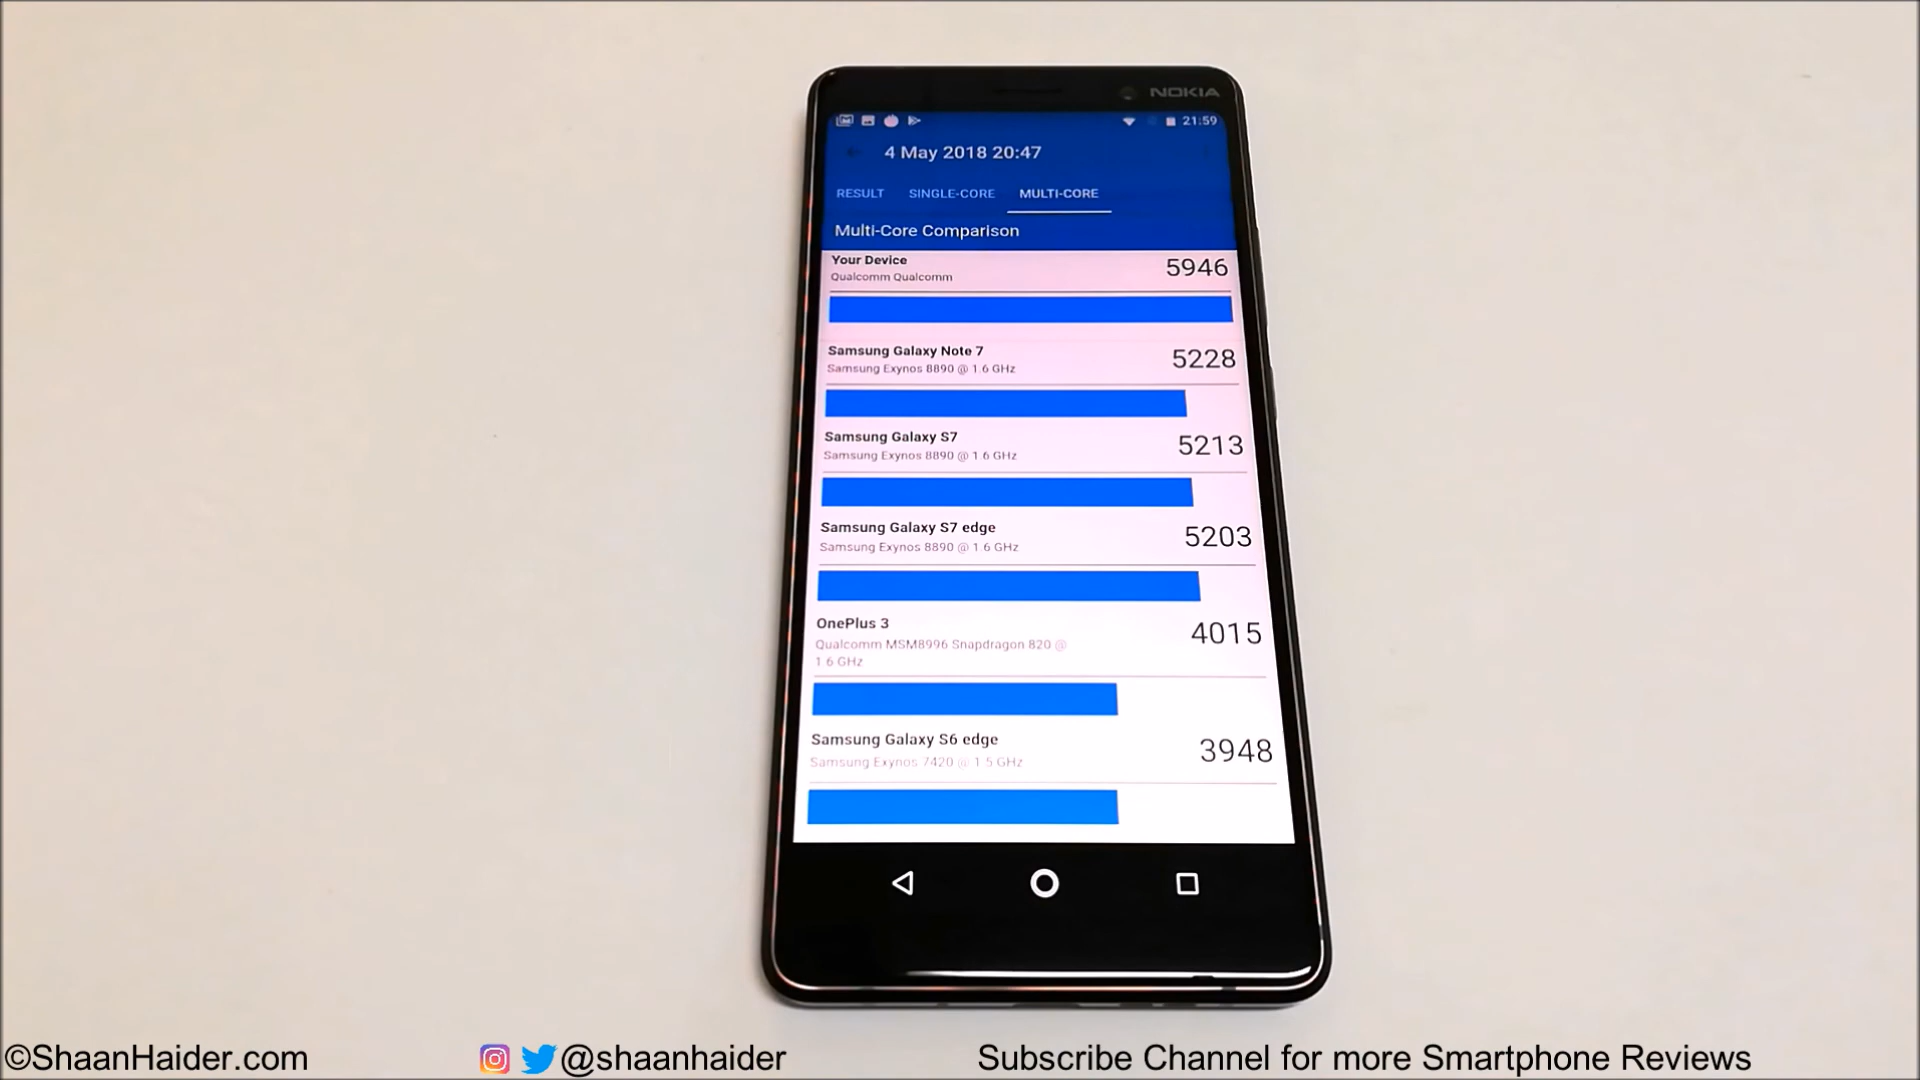 NOKIA
21:59
4 May 2018 20:47
RESULT SINGLE-CORE MULTI-CORE
Multi-Core Comparison
Your Device 5946
Qualcomm Qualcomm
Samsung Galaxy Note 7 5228
Samsung Exynos 8890 @ 1.6 GHz
Samsung Galaxy S7 5213
Samsung Exynos 8890 @ 1.6 GHz
Samsung Galaxy S7 edge 5203
Samsung Exynos 8890 @ 1.6 GHz
OnePlus 3 4015
Qualcomm MSM8996 Snapdragon 820 @
1.6 GHz
Samsung Galaxy S6 edge 3948
Samsung Exynos 7420 @ 1.5 GHz
©ShaanHaider.com @shaanhaider Subscribe Channel for more Smartphone Reviews